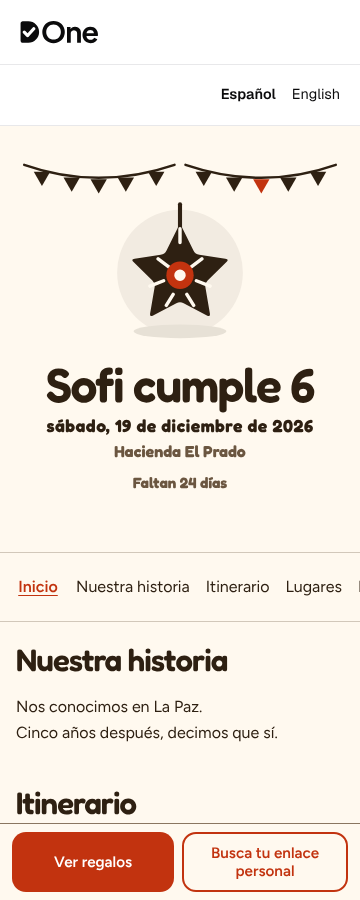 One
Español English
Sofi cumple 6
sábado, 19 de diciembre de 2026
Hacienda El Prado
Faltan 24 días
Inicio Nuestra historia Itinerario Lugares
Nuestra historia
Nos conocimos en La Paz.
Cinco años después, decimos que sí.
Itinerario
Ver regalos
Busca tu enlace
personal